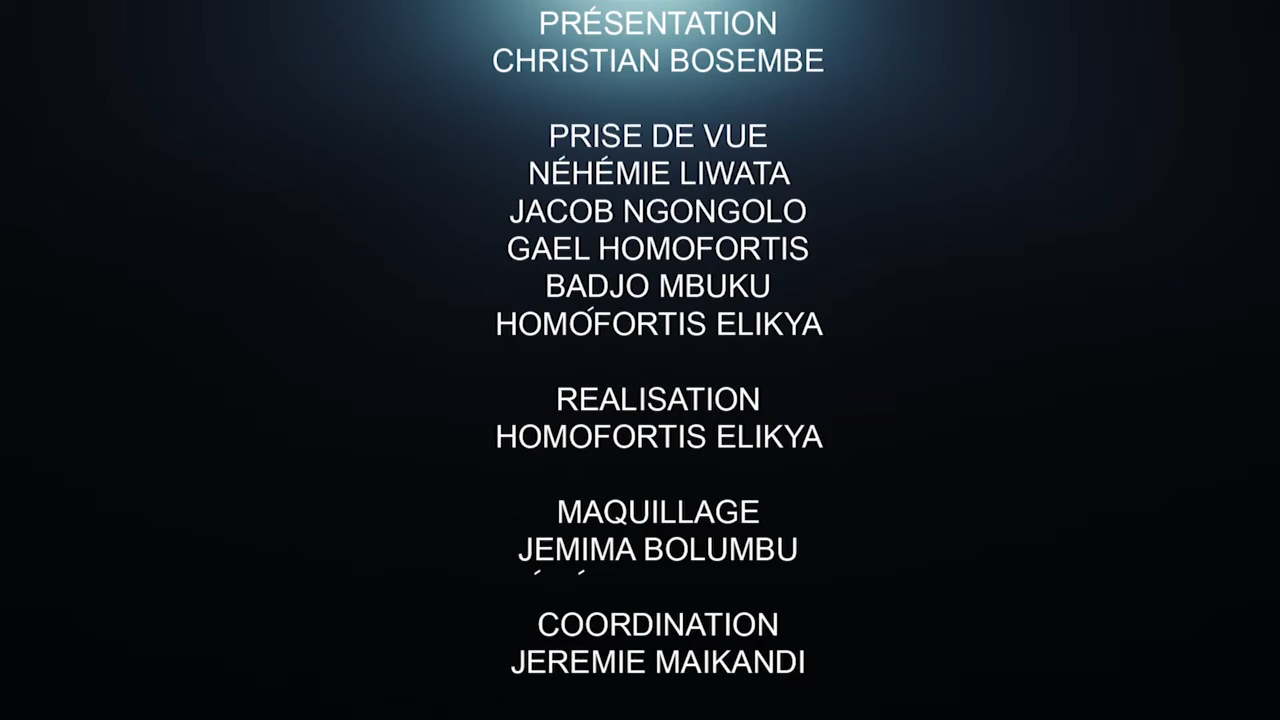 PRÉSENTATION
CHRISTIAN BOSEMBE
PRISE DE VUE
NÉHÉMIE LIWATA
JACOB NGONGOLO
GAEL HOMOFORTIS
BADJO MBUKU
HOMOFORTIS ELIKYA
REALISATION
HOMOFORTIS ELIKYA
MAQUILLAGE
JEMIMA BOLUMBU
COORDINATION
JEREMIE MAIKANDI